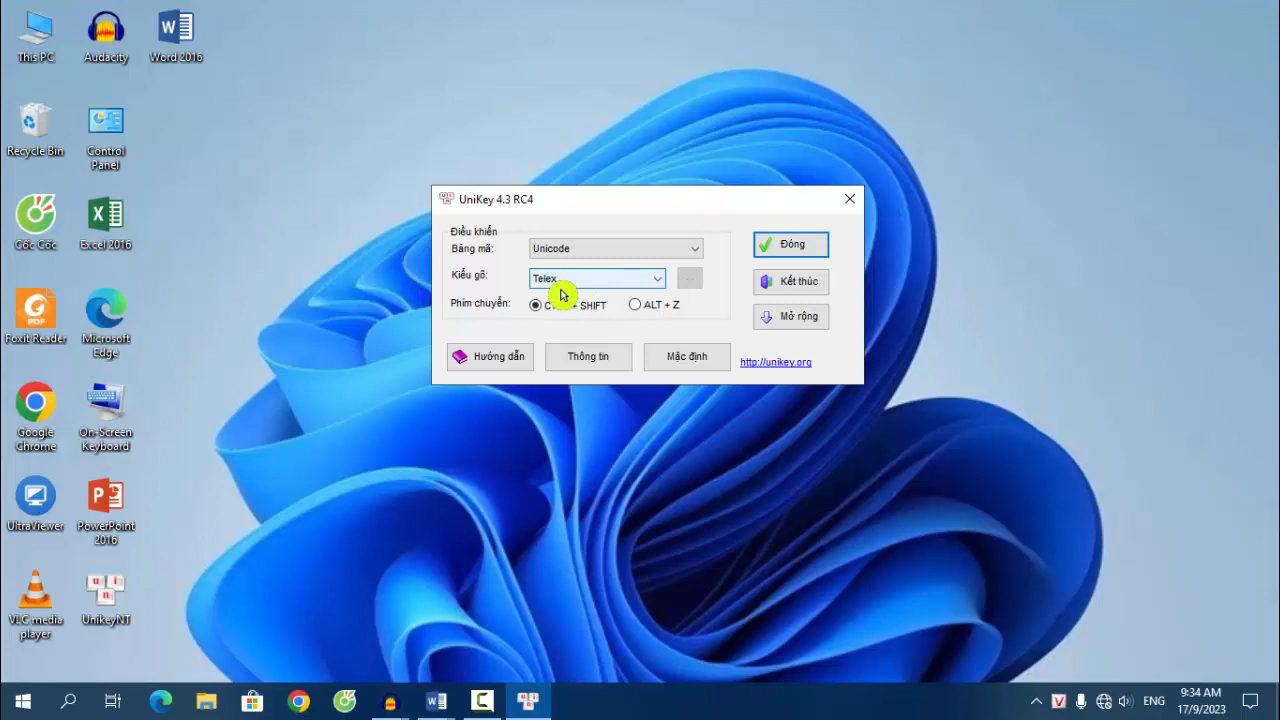 This PC
Audacity
Word 2016
Recycle Bin
Control
Panel
Cốc Cốc
Excel 2016
Foxit Reader
PDF
Microsoft
Edge
Google
Chrome
On-Screen
Keyboard
UltraViewer
PowerPoint
2016
VLC media
player
UnikeyNT
UniKey 4.3 RC4
Điều khiển
Bảng mã:
Unicode
Đóng
Kiểu gõ:
Telex
...
Kết thúc
Phím chuyển:
+ SHIFT
ALT + Z
Mở rộng
Hướng dẫn
Thông tin
Mặc định
http://unikey.org
ENG
9:34 AM
17/9/2023